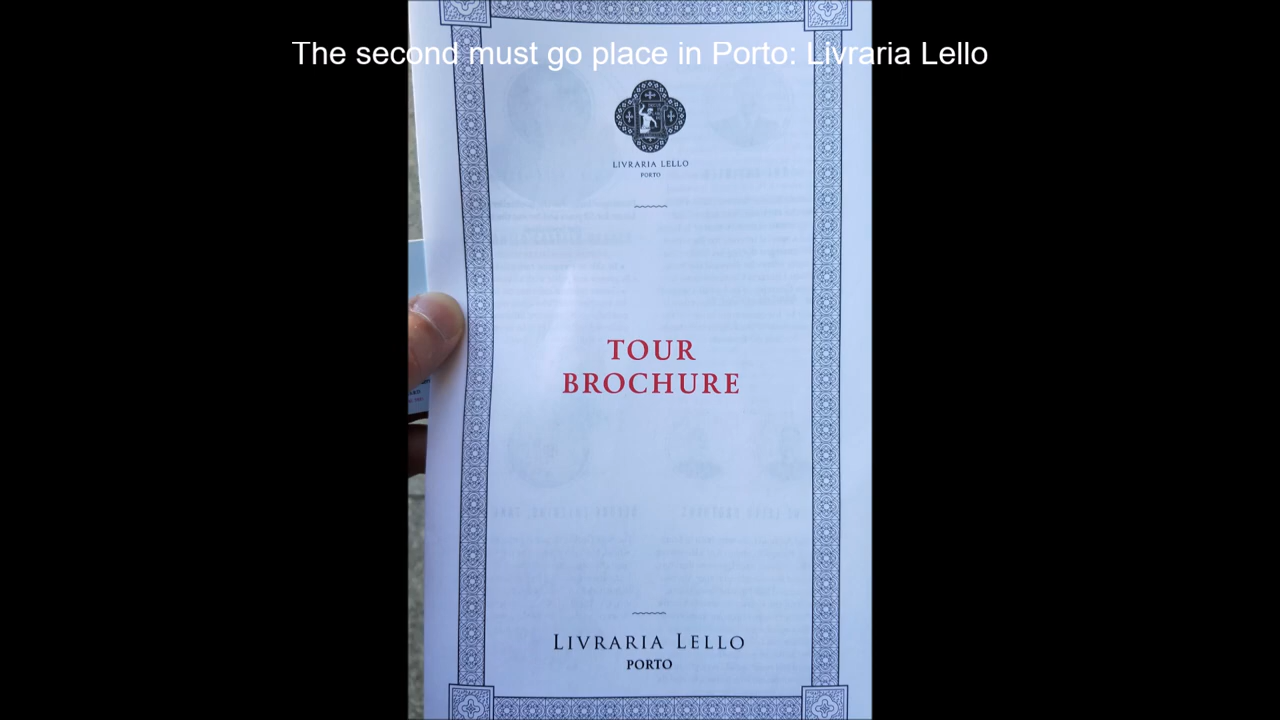 The second must go place in Porto: Livraria Lello
LIVRARIA LELLO
PORTO
TOUR
BROCHURE
LIVRARIA LELLO
PORTO